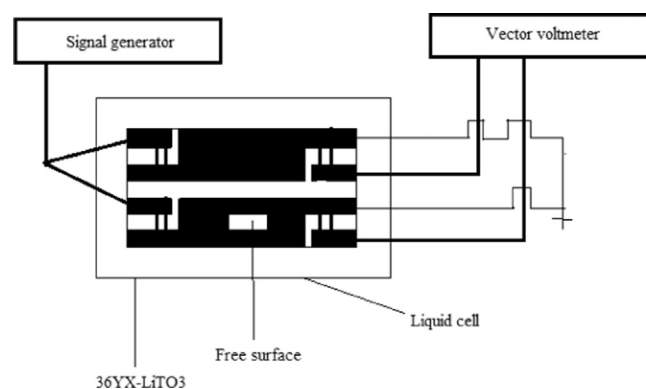 Signal generator
Vector voltmeter
Liquid cell
Free surface
36YX-LiTO3